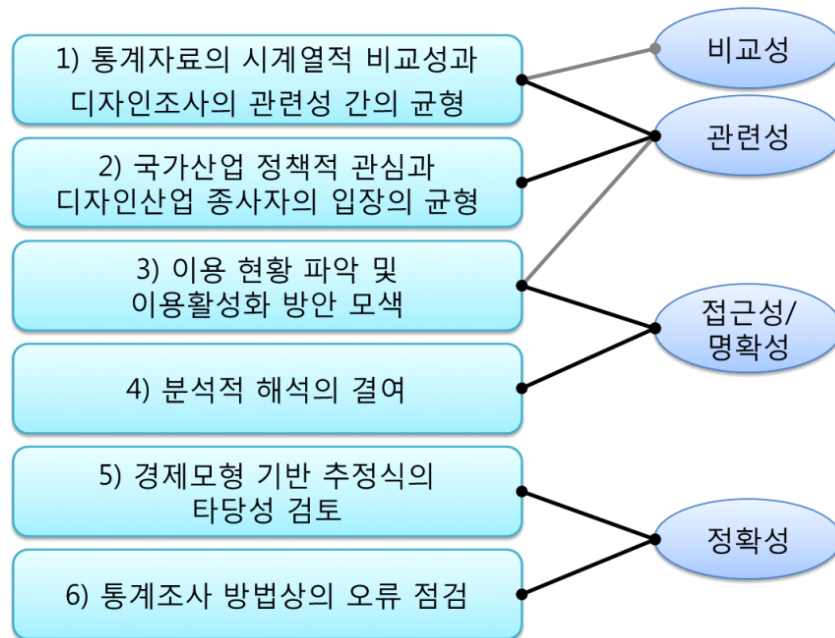 1) 통계자료의 시계열적 비교성과
디자인조사의 관련성 간의 균형
2) 국가산업 정책적 관심과
디자인산업 종사자의 입장의 균형
3) 이용 현황 파악 및
이용활성화 방안 모색
4) 분석적 해석의 결여
5) 경제모형 기반 추정식의
타당성 검토
6) 통계조사 방법상의 오류 점검
비교성
관련성
접근성/
명확성
정확성